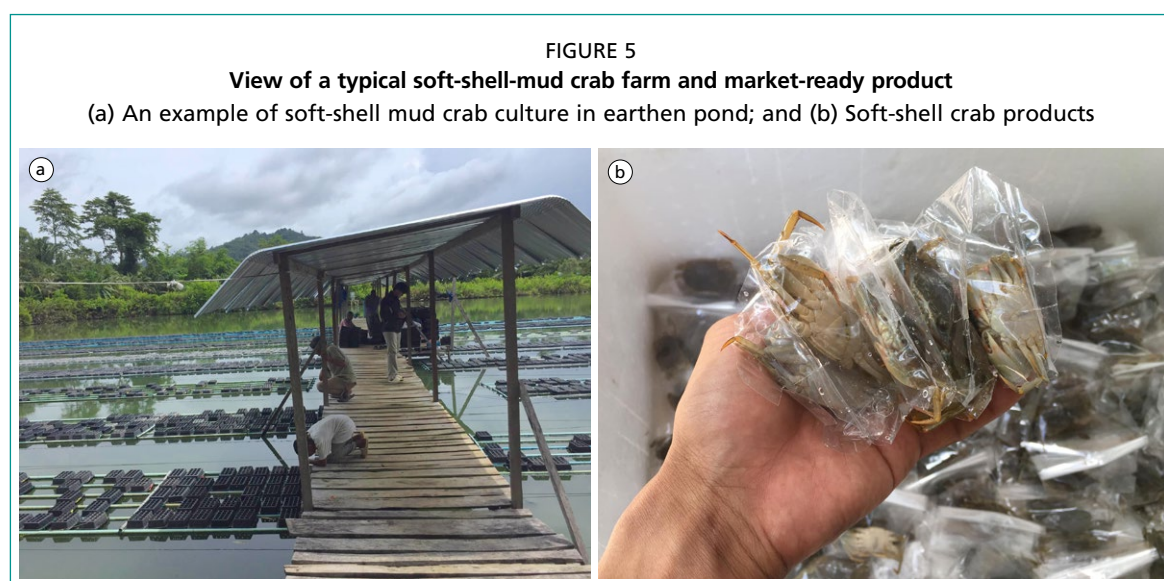 FIGURE 5
View of a typical soft-shell-mud crab farm and market-ready product
(a) An example of soft-shell mud crab culture in earthen pond; and (b) Soft-shell crab products
a
b